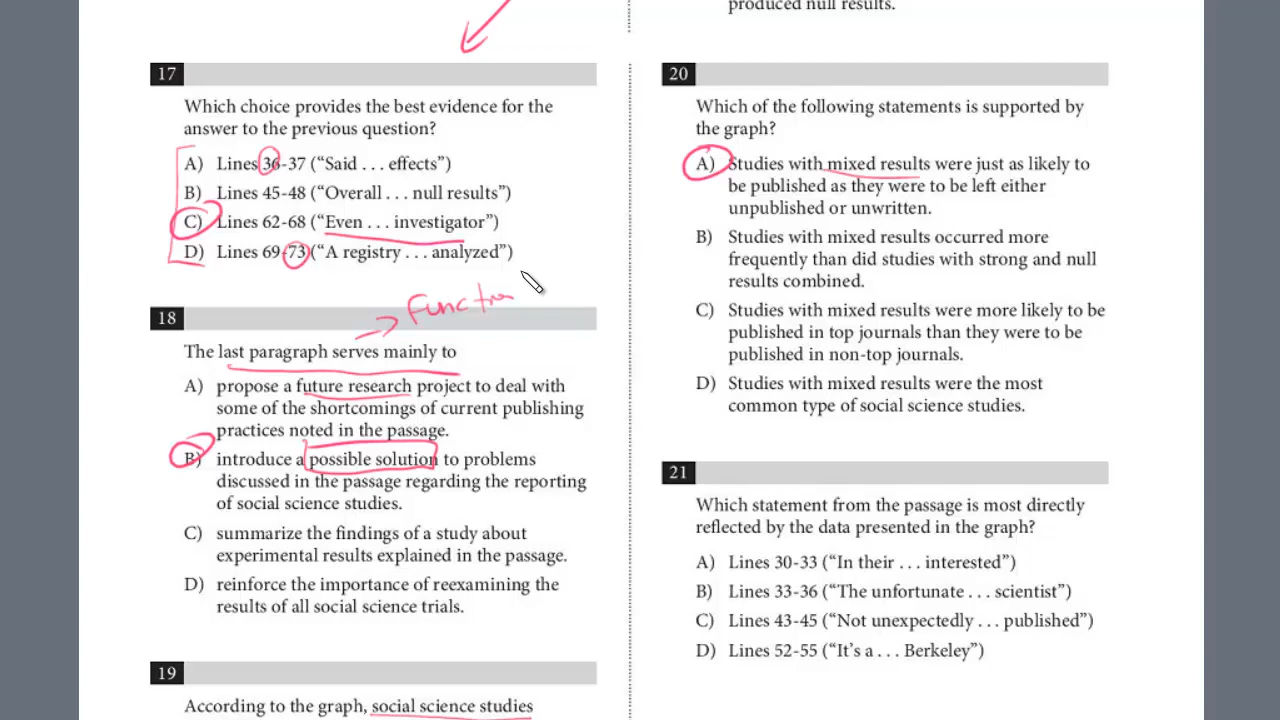 17
Which choice provides the best evidence for the
answer to the previous question?
A) Lines 36-37 (“Said . . . effects”)
B) Lines 45-48 (“Overall . . . null results”)
C) Lines 62-68 (“Even . . . investigator”)
D) Lines 69-73 (“A registry . . . analyzed”)
Functi
18
The last paragraph serves mainly to
A) propose a future research project to deal with
some of the shortcomings of current publishing
practices noted in the passage.
B) introduce a possible solution to problems
discussed in the passage regarding the reporting
of social science studies.
C) summarize the findings of a study about
experimental results explained in the passage.
D) reinforce the importance of reexamining the
results of all social science trials.
19
According to the graph, social science studies
produced null results.
20
Which of the following statements is supported by
the graph?
A) Studies with mixed results were just as likely to
be published as they were to be left either
unpublished or unwritten.
B) Studies with mixed results occurred more
frequently than did studies with strong and null
results combined.
C) Studies with mixed results were more likely to be
published in top journals than they were to be
published in non-top journals.
D) Studies with mixed results were the most
common type of social science studies.
21
Which statement from the passage is most directly
reflected by the data presented in the graph?
A) Lines 30-33 (“In their . . . interested”)
B) Lines 33-36 (“The unfortunate . . . scientist”)
C) Lines 43-45 (“Not unexpectedly . . . published”)
D) Lines 52-55 (“It’s a . . . Berkeley”)